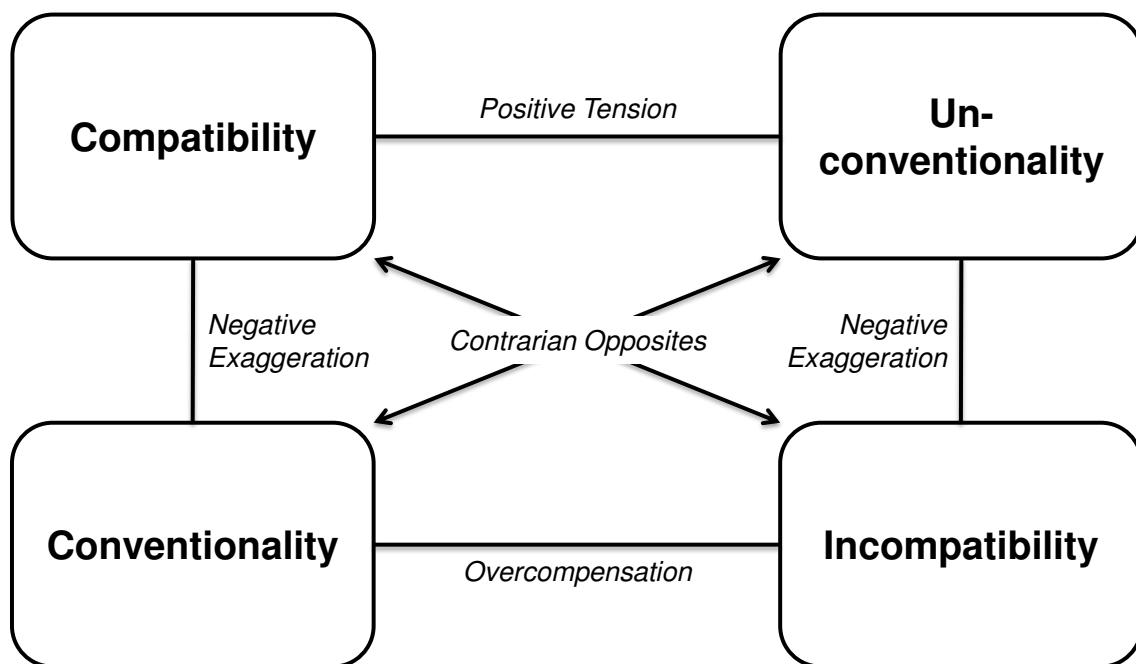 Positive Tension
Compatibility
Un-
conventionality
Negative
Exaggeration
Contrarian Opposites
Negative
Exaggeration
Conventionality
Incompatibility
Overcompensation